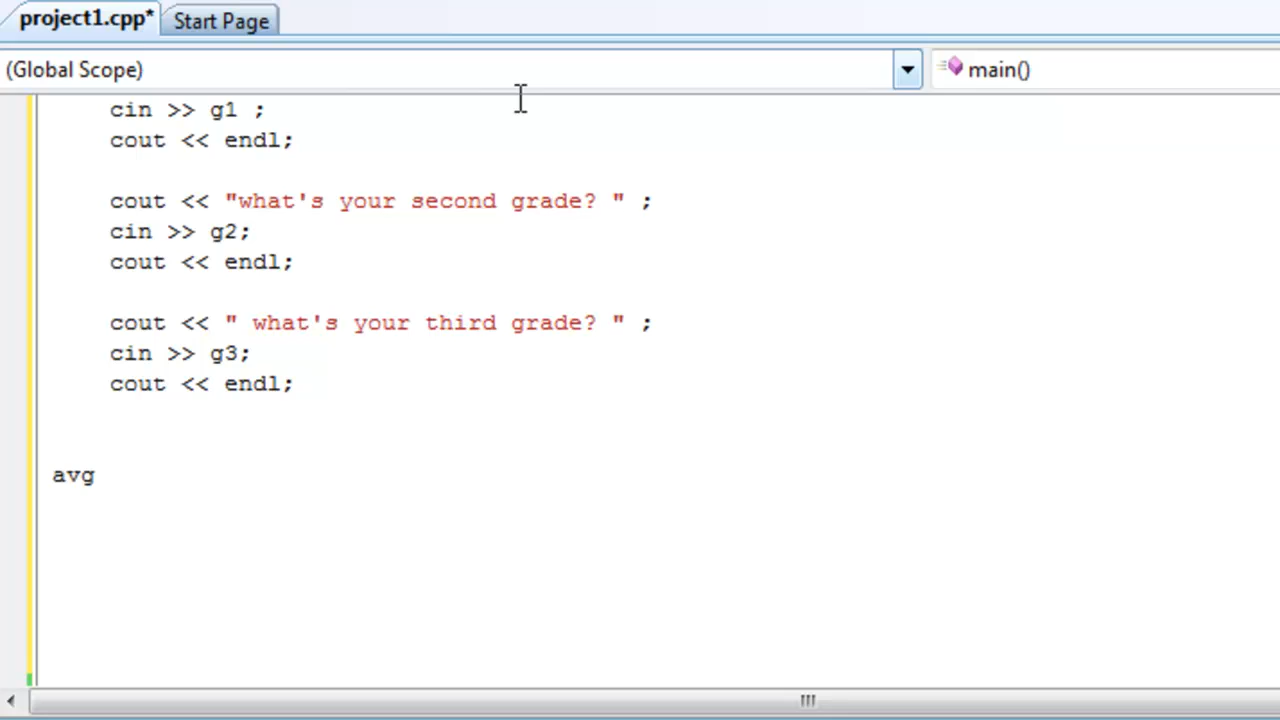 project1.cpp* Start Page
(Global Scope) main()
cin >> g1 ;
cout << endl;
cout << "what's your second grade? " ;
cin >> g2;
cout << endl;
cout << " what's your third grade? " ;
cin >> g3;
cout << endl;
avg